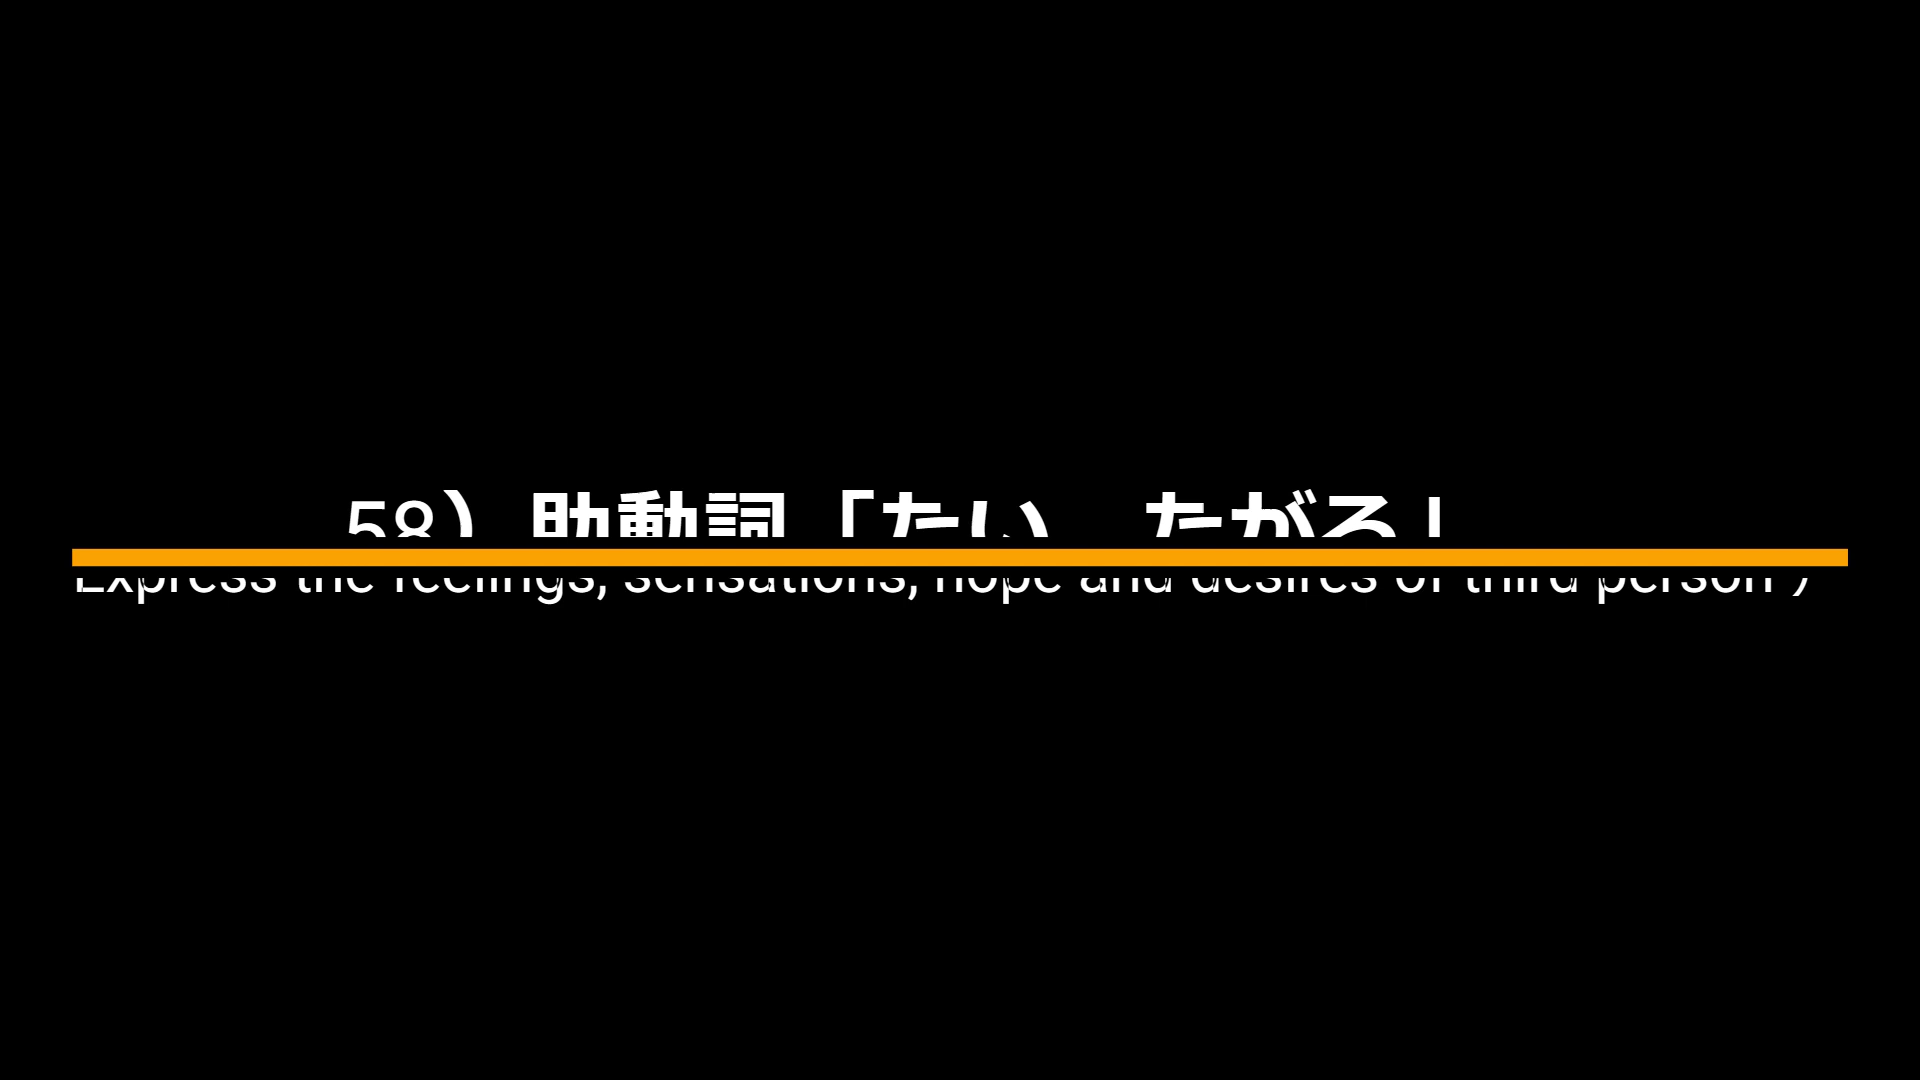 58）助動詞「たい、たがる」
Express the feelings, sensations, hope and desires of third person )